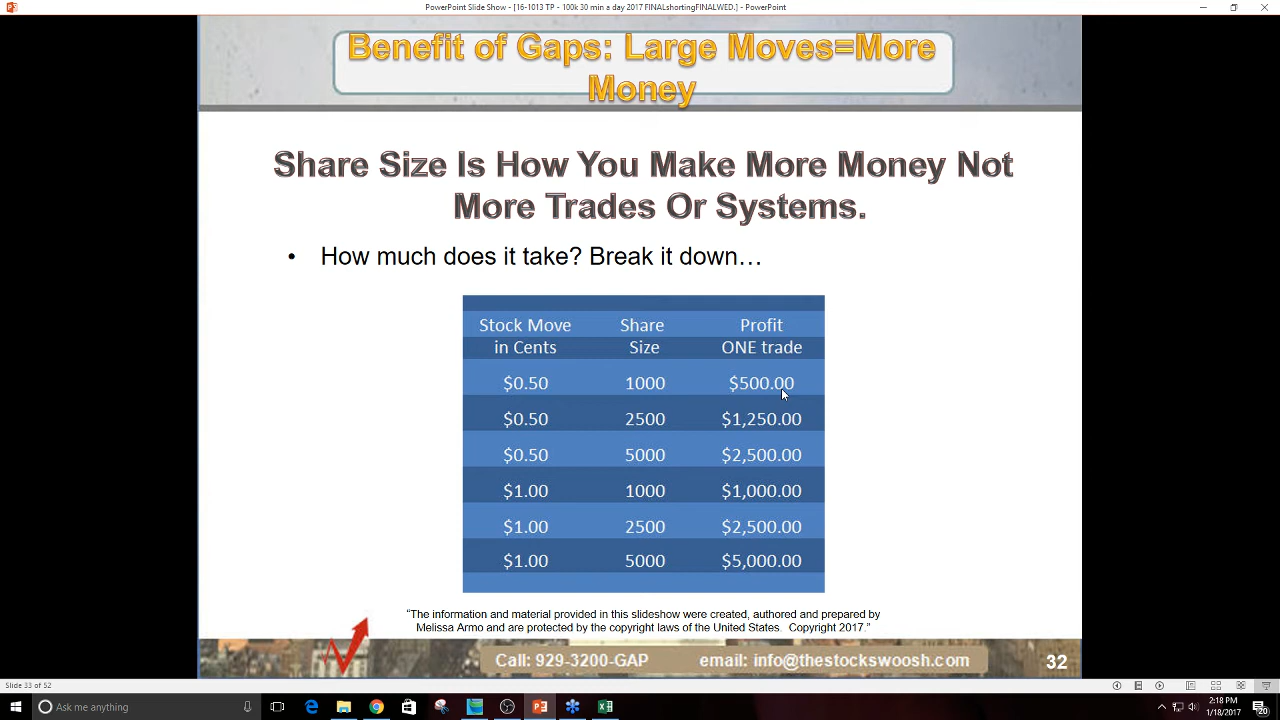 PowerPoint Slide Show - [16-1013 TP - 100k 30 min a day 2017 FINALshortingFINALWED.] - PowerPoint
Benefit of Gaps: Large Moves=More
Money
Share Size Is How You Make More Money Not
More Trades Or Systems.
• How much does it take? Break it down…
Stock Move Share Profit
in Cents Size ONE trade
$0.50 1000 $500.00
$0.50 2500 $1,250.00
$0.50 5000 $2,500.00
$1.00 1000 $1,000.00
$1.00 2500 $2,500.00
$1.00 5000 $5,000.00
"The information and material provided in this slideshow were created, authored and prepared by
Melissa Armo and are protected by the copyright laws of the United States. Copyright 2017."
Call: 929-3200-GAP email: info@thestockswoosh.com 32
Slide 33 of 52
Ask me anything
2:18 PM
1/18/2017
20